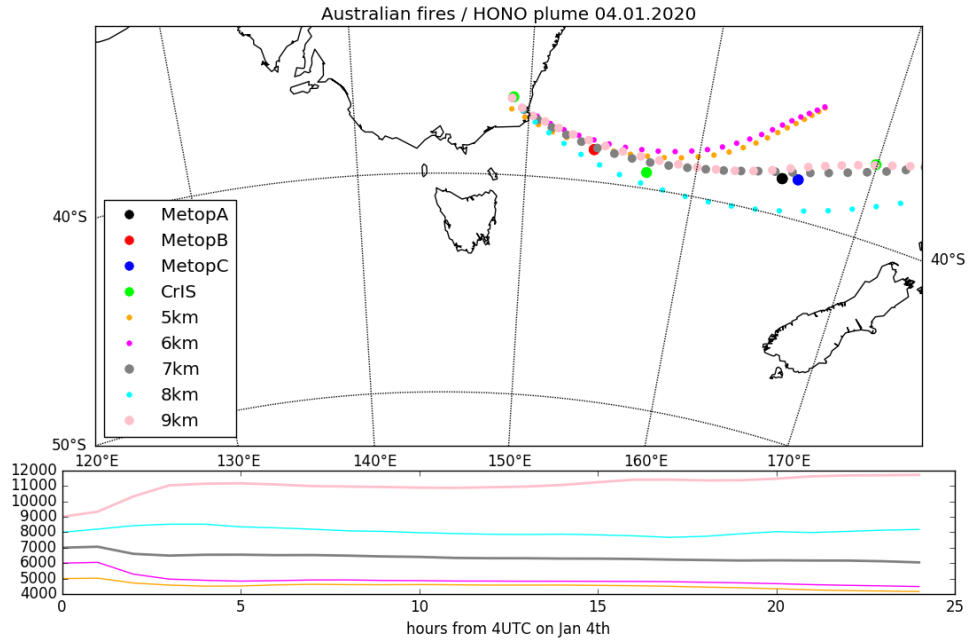 Australian fires / HONO plume 04.01.2020
40°S
40°S
MetopA
MetopB
MetopC
CrIS
5km
6km
7km
8km
9km
50°S
120°E 130°E 140°E 150°E 160°E 170°E
12000
11000
10000
9000
8000
7000
6000
5000
4000
0 5 10 15 20 25
hours from 4UTC on Jan 4th